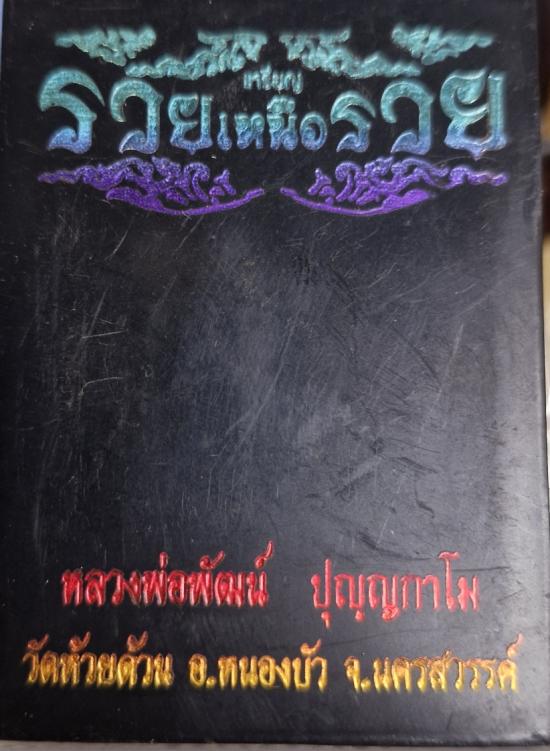 เหรียญ
รวยเหนือรวย
หลวงพ่อพัฒน์ ปุญญกาโม
วัดห้วยด้วน อ.หนองบัว จ.นครสวรรค์